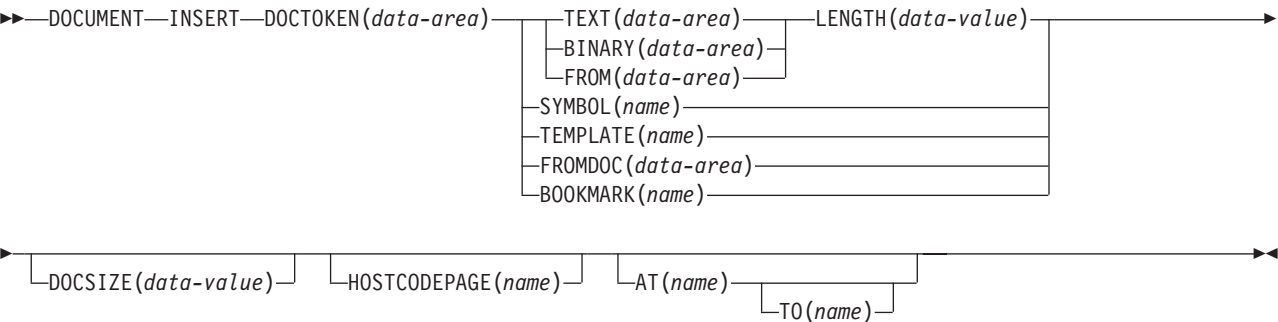 DOCUMENT INSERT DOCTOKEN(data-area) TEXT(data-area) LENGTH(data-value)
BINARY(data-area)
FROM(data-area)
SYMBOL(name)
TEMPLATE(name)
FROMDOC(data-area)
BOOKMARK(name)
DOCSIZE(data-value) HOSTCODEPAGE(name) AT(name)
TO(name)